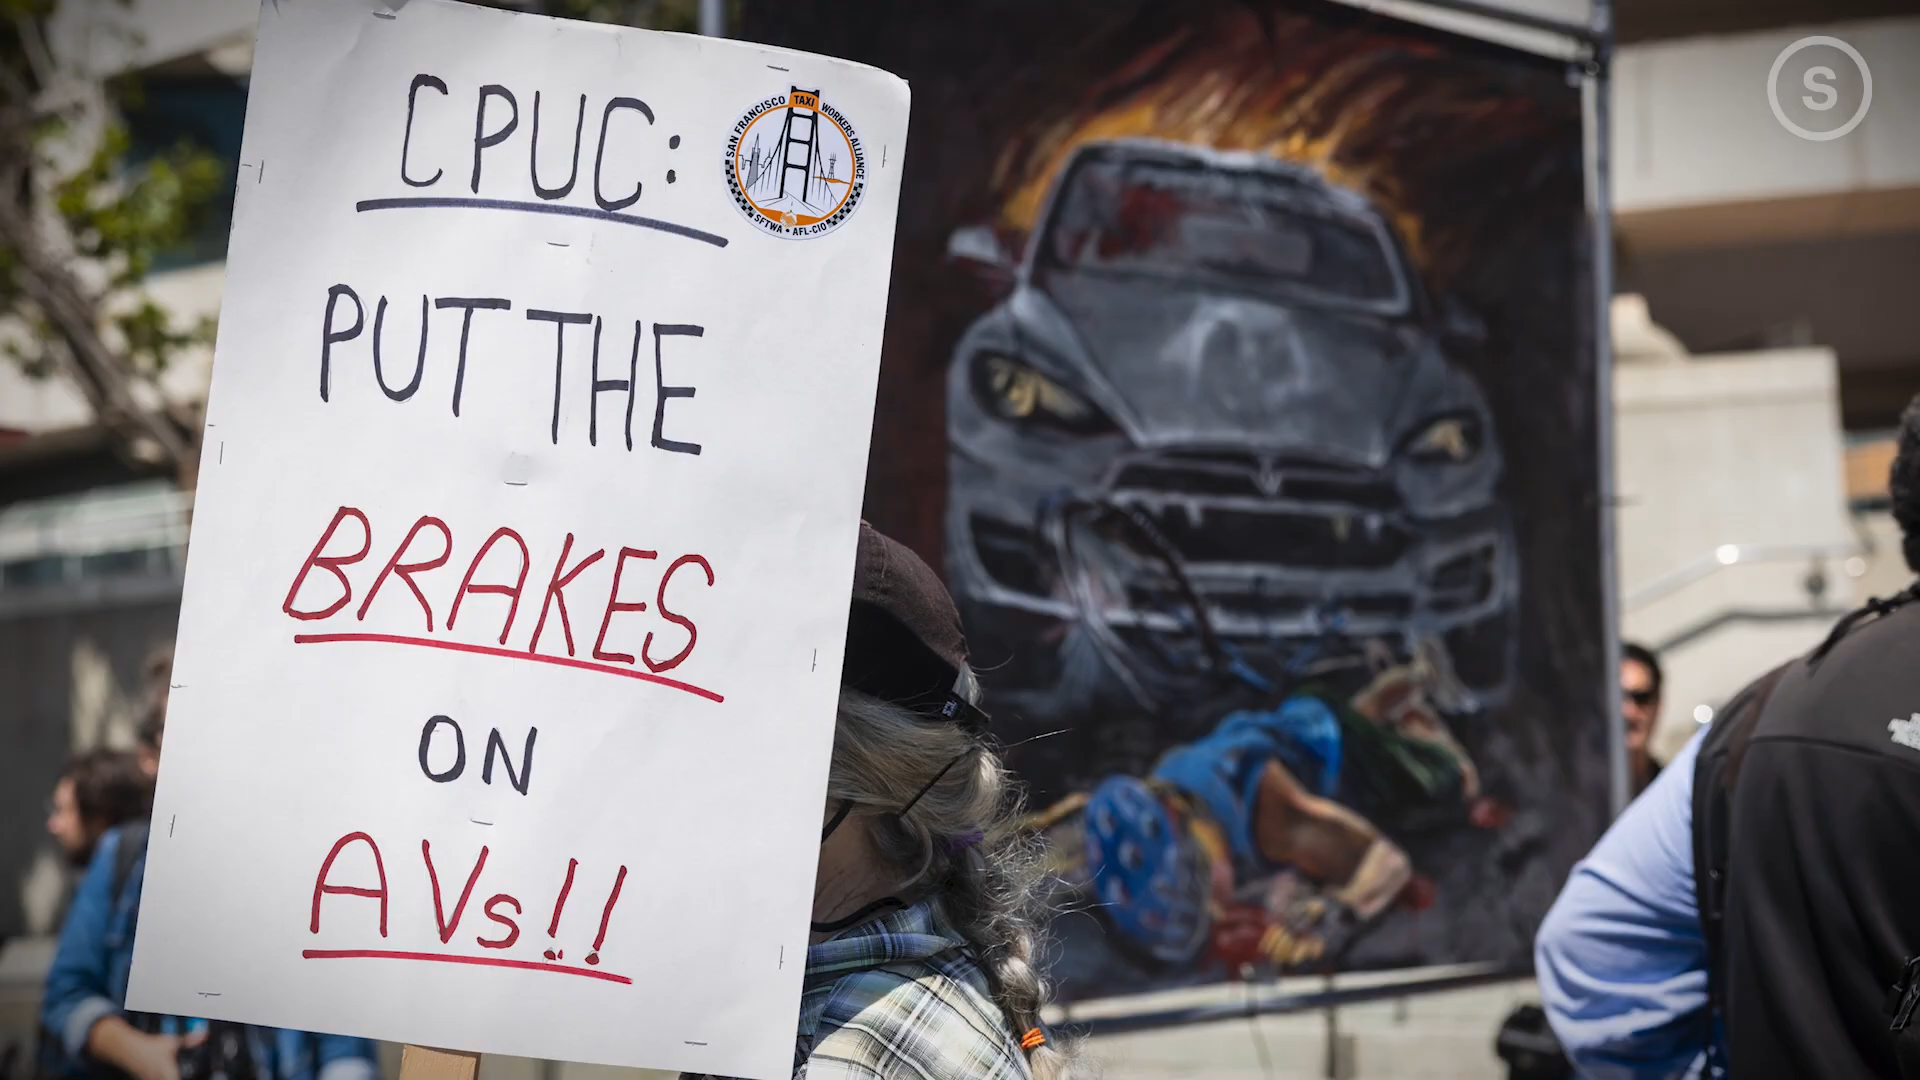 CPUC:
PUT THE
BRAKES
ON
AVs!!
SAN FRANCISCO TAXI WORKERS ALLIANCE
SFTWA • AFL-CIO
S